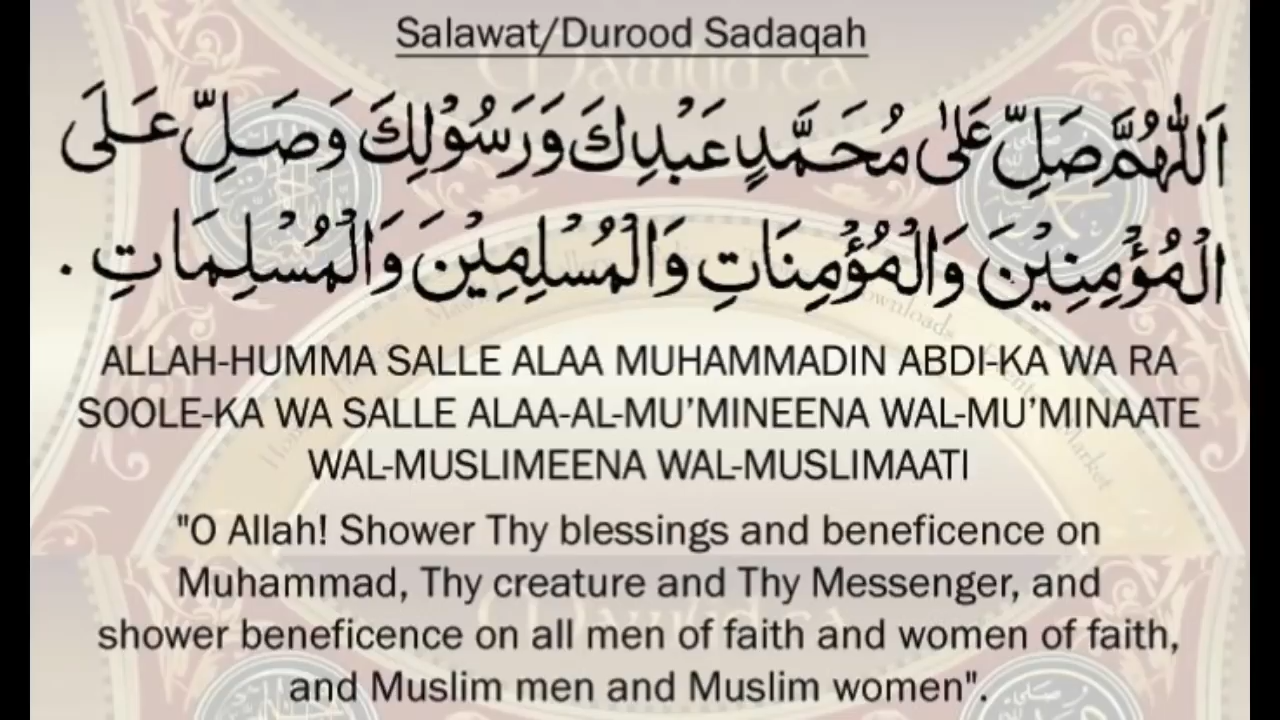 Salawat/Durood Sadaqah
اَللّٰهُمَّ صَلِّ عَلىٰ مُحَمَّدٍ عَبْدِكَ وَرَسُوْلِكَ وَصَلِّ عَلَى
الْمُؤْمِنِيْنَ وَالْمُؤْمِنَاتِ وَالْمُسْلِمِيْنَ وَالْمُسْلِمَاتِ .
ALLAH-HUMMA SALLE ALAA MUHAMMADIN ABDI-KA WA RA
SOOLE-KA WA SALLE ALAA-AL-MU’MINEENA WAL-MU’MINAATE
WAL-MUSLIMEENA WAL-MUSLIMAATI
"O Allah! Shower Thy blessings and beneficence on
Muhammad, Thy creature and Thy Messenger, and
shower beneficence on all men of faith and women of faith,
and Muslim men and Muslim women".